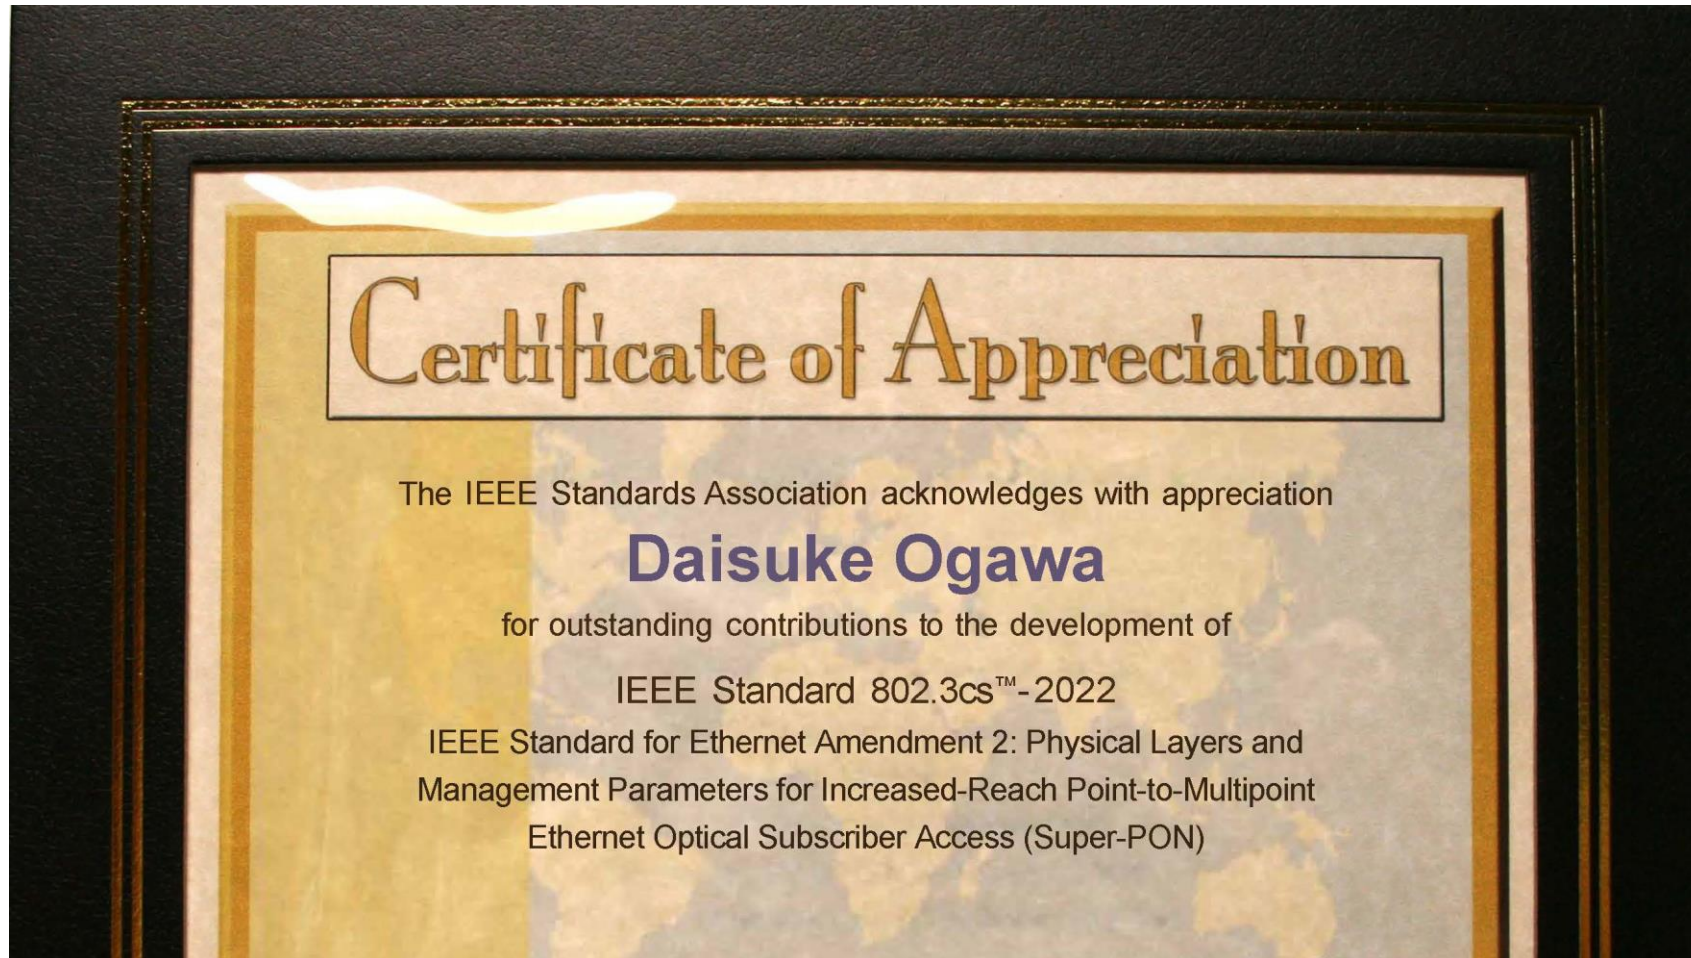 Certificate of Appreciation
The IEEE Standards Association acknowledges with appreciation
Daisuke Ogawa
for outstanding contributions to the development of
IEEE Standard 802.3cs™-2022
IEEE Standard for Ethernet Amendment 2: Physical Layers and
Management Parameters for Increased-Reach Point-to-Multipoint
Ethernet Optical Subscriber Access (Super-PON)